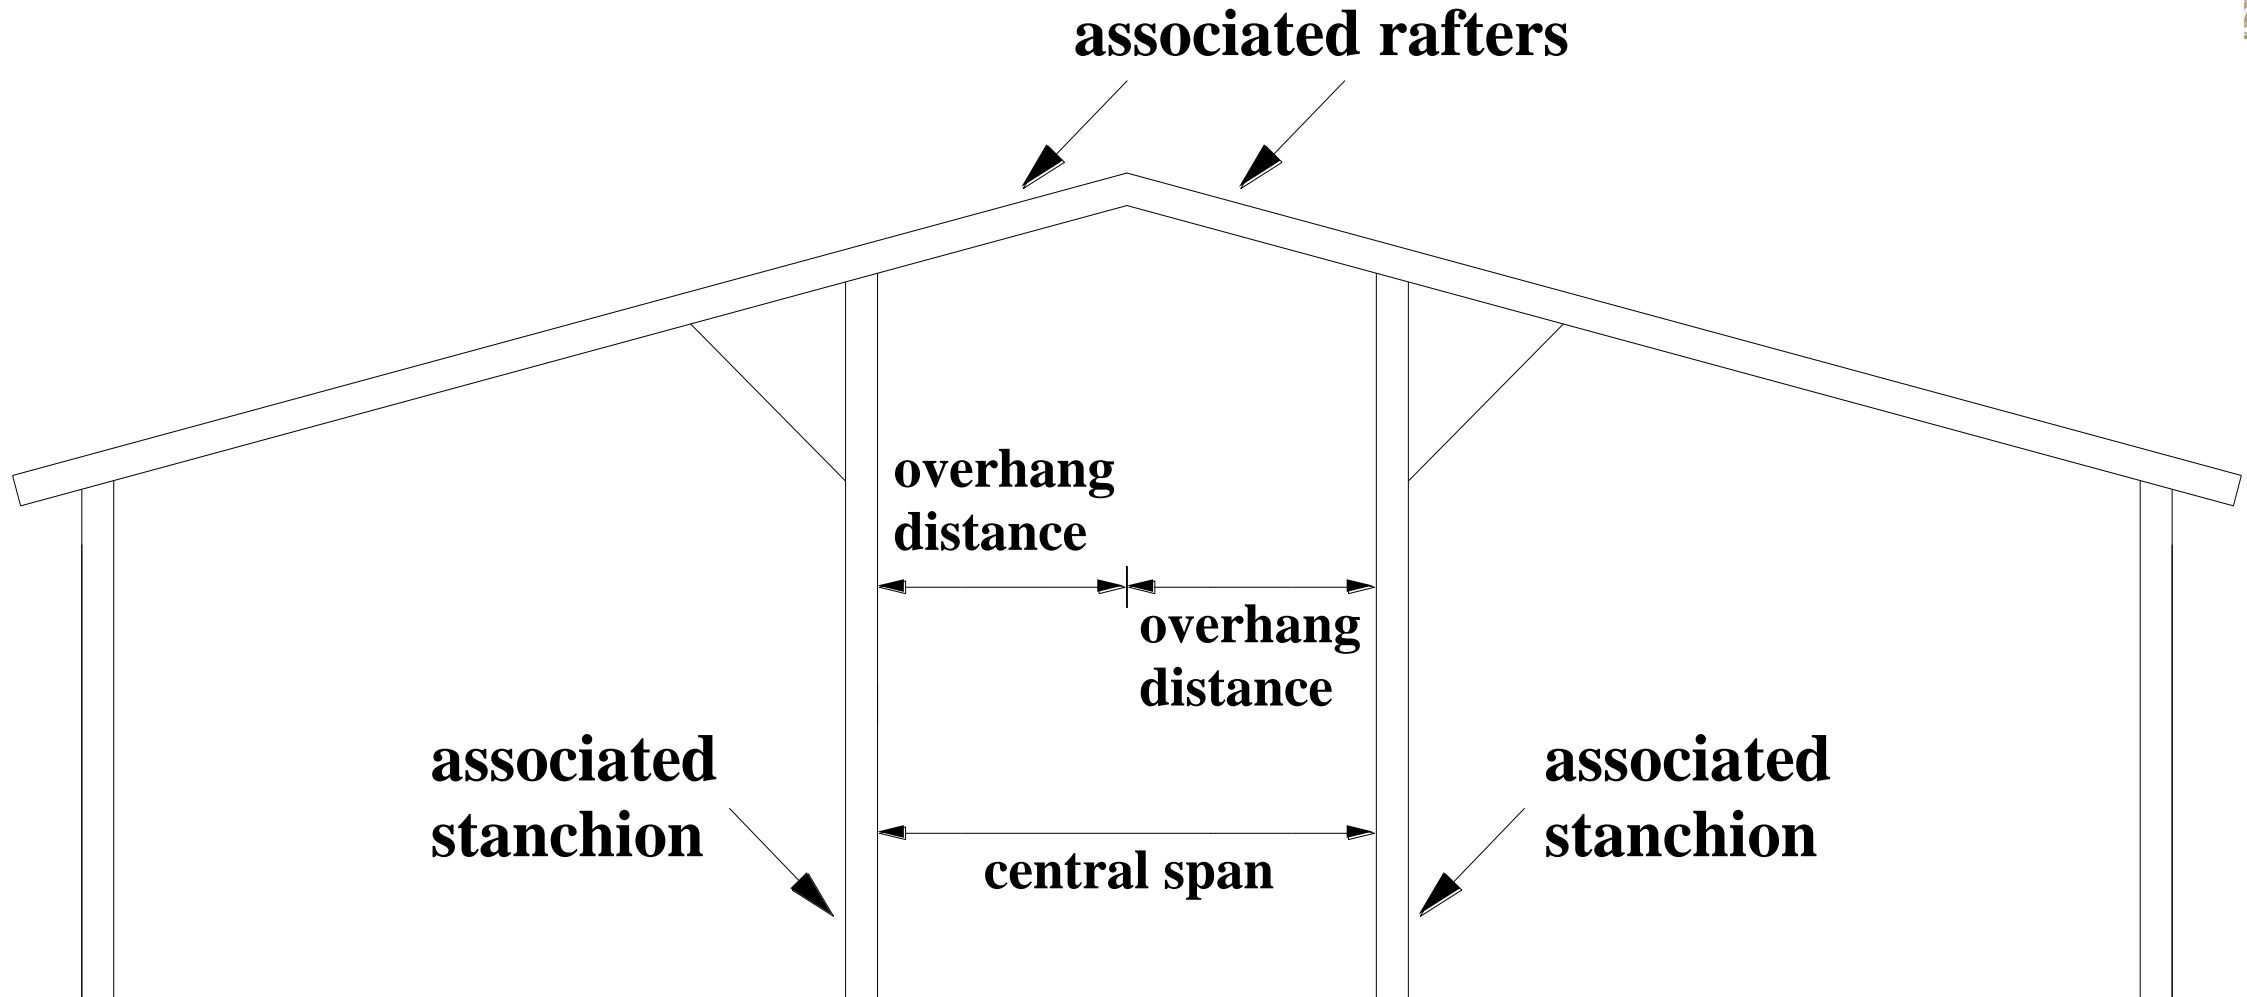 associated rafters
overhang
distance
overhang
distance
associated
stanchion
associated
stanchion
central span